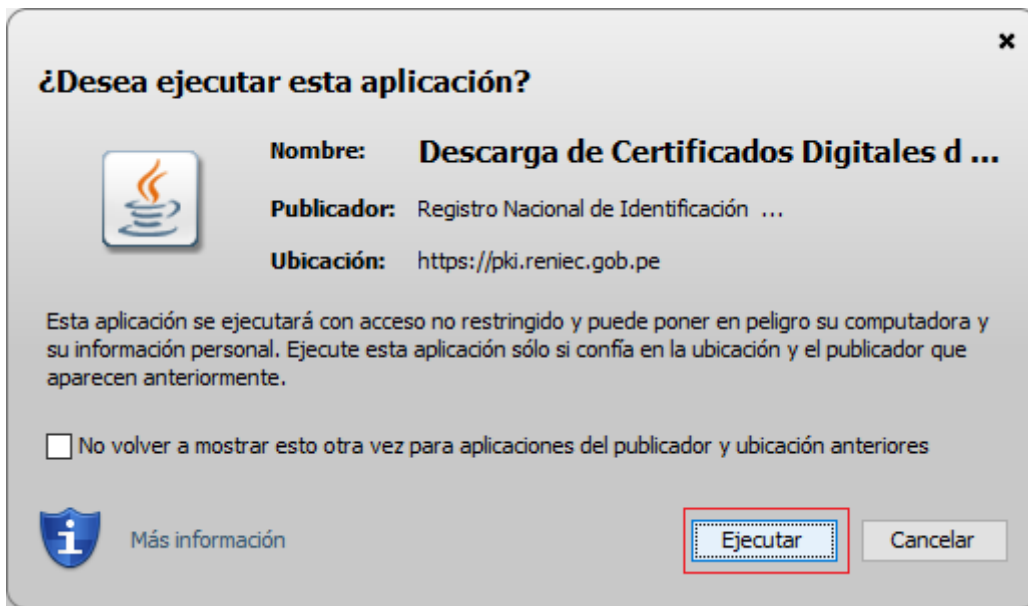 ¿Desea ejecutar esta aplicación?
Nombre: Descarga de Certificados Digitales d ...
Publicador: Registro Nacional de Identificación ...
Ubicación: https://pki.reniec.gob.pe
Esta aplicación se ejecutará con acceso no restringido y puede poner en peligro su computadora y
su información personal. Ejecute esta aplicación sólo si confía en la ubicación y el publicador que
aparecen anteriormente.
No volver a mostrar esto otra vez para aplicaciones del publicador y ubicación anteriores
Más información
Ejecutar
Cancelar